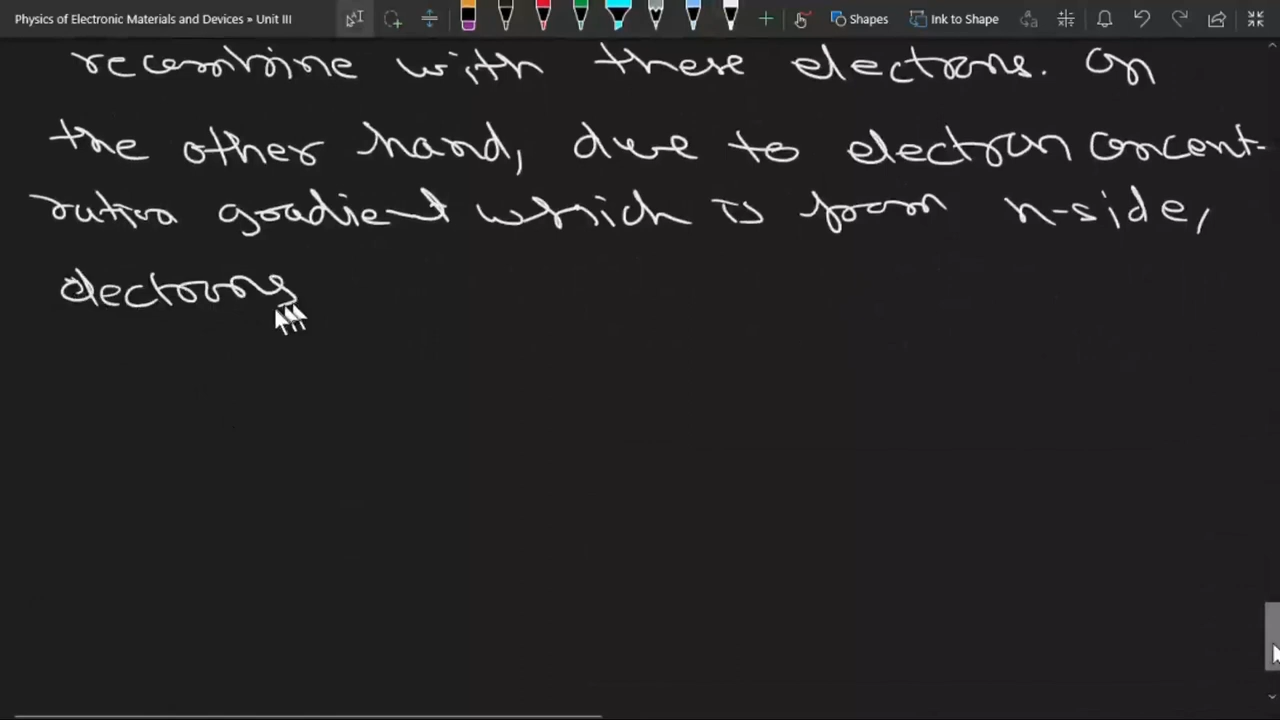 Physics of Electronic Materials and Devices » Unit III
Shapes
Ink to Shape
recombine with these electrons. On
the other hand, due to electron concent-
ration gradient which is from n-side,
electrons